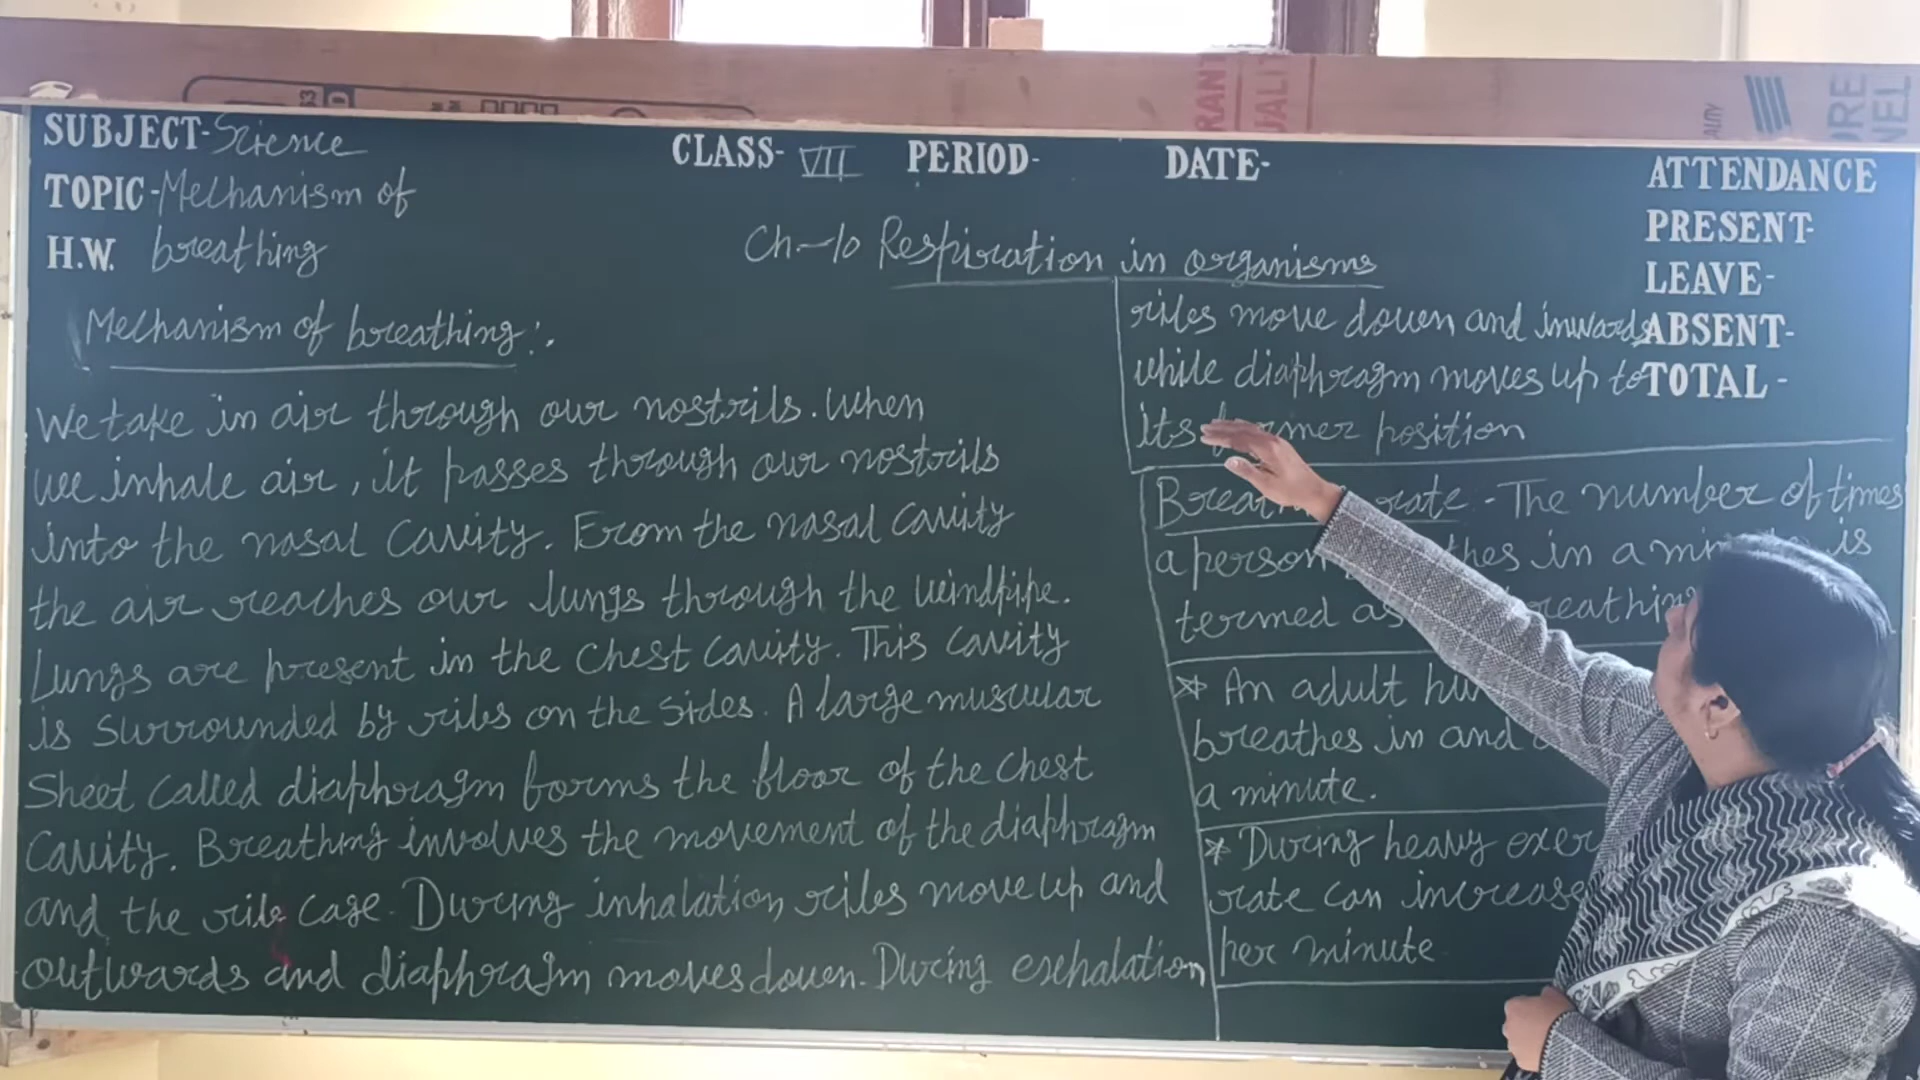 SUBJECT-Science
TOPIC-Mechanism of
H.W. breathing
CLASS- VII PERIOD- DATE-
ATTENDANCE
PRESENT-
LEAVE-
ABSENT-
TOTAL-
Ch.-10 Respiration in organisms
Mechanism of breathing:.
We take in air through our nostrils. When
we inhale air, it passes through our nostrils
into the nasal cavity. From the nasal cavity
the air reaches our lungs through the windpipe.
Lungs are present in the chest cavity. This cavity
is surrounded by ribs on the sides. A large muscular
sheet called diaphragm forms the floor of the chest
cavity. Breathing involves the movement of the diaphragm
and the rib cage. During inhalation, ribs move up and
outwards and diaphragm moves down. During exhalation
ribs move down and inwards
while diaphragm moves up to
its former position
rate - The number of times
a person in a is
termed as
* An adult
breathes in and
a minute.
* During heavy
rate can increase
per minute